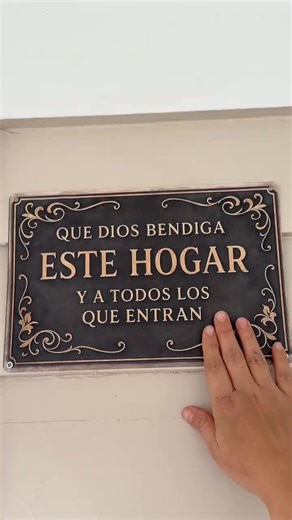 QUE DIOS BENDIGA
ESTE HOGAR
Y A TODOS LOS
QUE ENTRAN